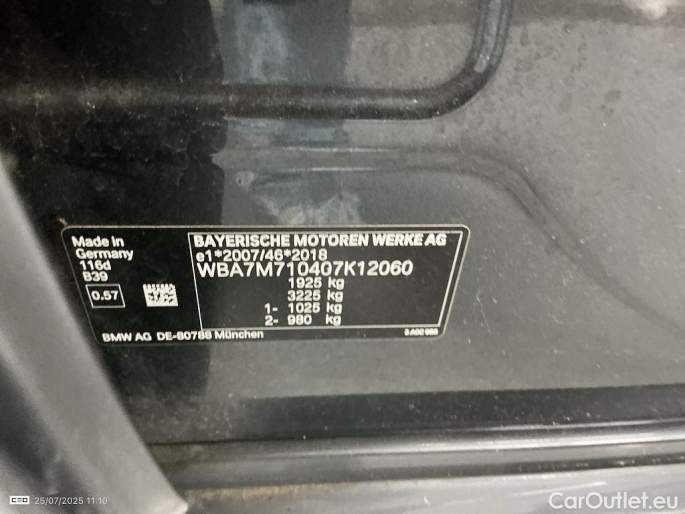 Made in
Germany
116d
B39
0.57
BAYERISCHE MOTOREN WERKE AG
e1*2007/46*2018
WBA7M710407K12060
1925 kg
3225 kg
1- 1025 kg
2- 980 kg
BMW AG DE-80788 München
CEO 25/07/2025 11:10
CarOutlet.eu